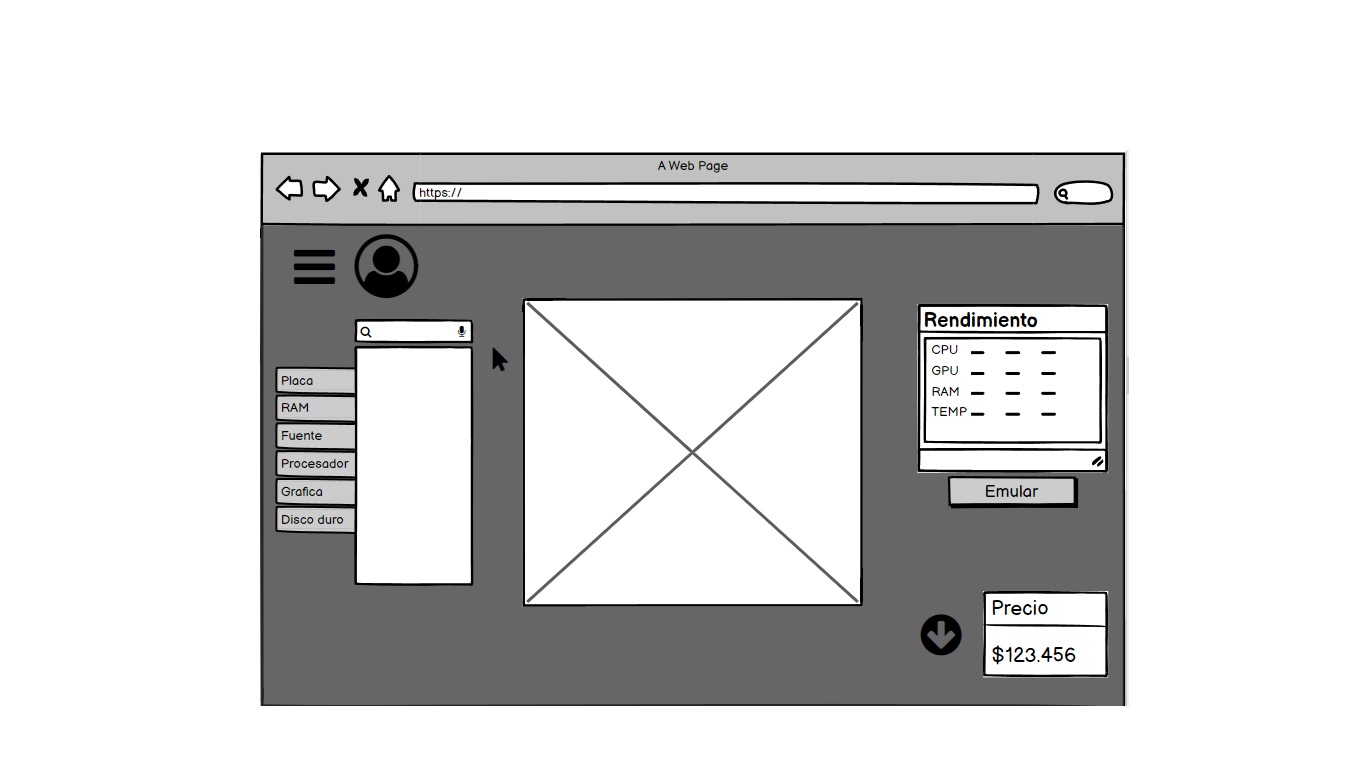 A Web Page
https://
Placa
RAM
Fuente
Procesador
Grafica
Disco duro
Rendimiento
CPU
GPU
RAM
TEMP
Emular
Precio
$123.456